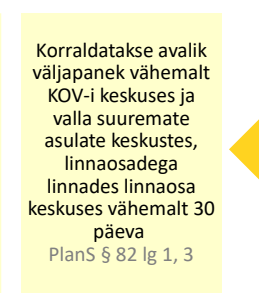 Korraldatakse avalik
väljapanek vähemalt
KOV-i keskuses ja
valla suuremate
asulate keskustes,
linnaosadega
linnades linnaosa
keskuses vähemalt 30
päeva
PlanS § 82 lg 1, 3